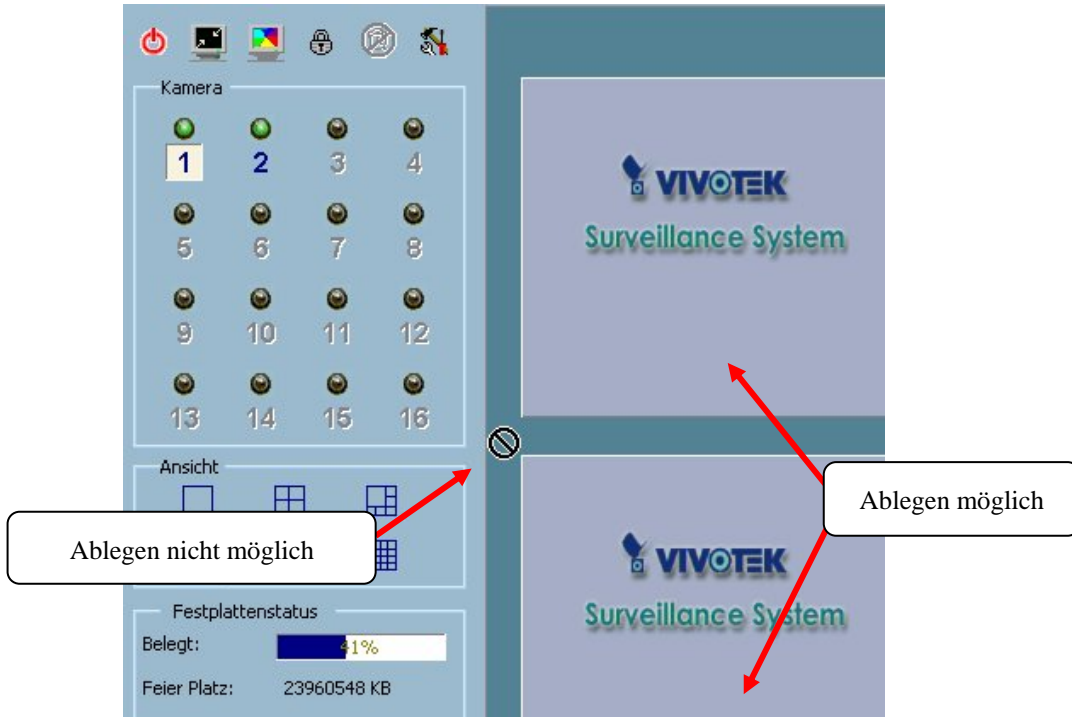 Kamera
1 2 3 4
5 6 7 8
9 10 11 12
13 14 15 16
Ansicht
Ablegen nicht möglich
Festplattenstatus
Belegt: 41%
Feier Platz: 23960548 KB
VIVOTEK
Surveillance System
Ablegen möglich
VIVOTEK
Surveillance System